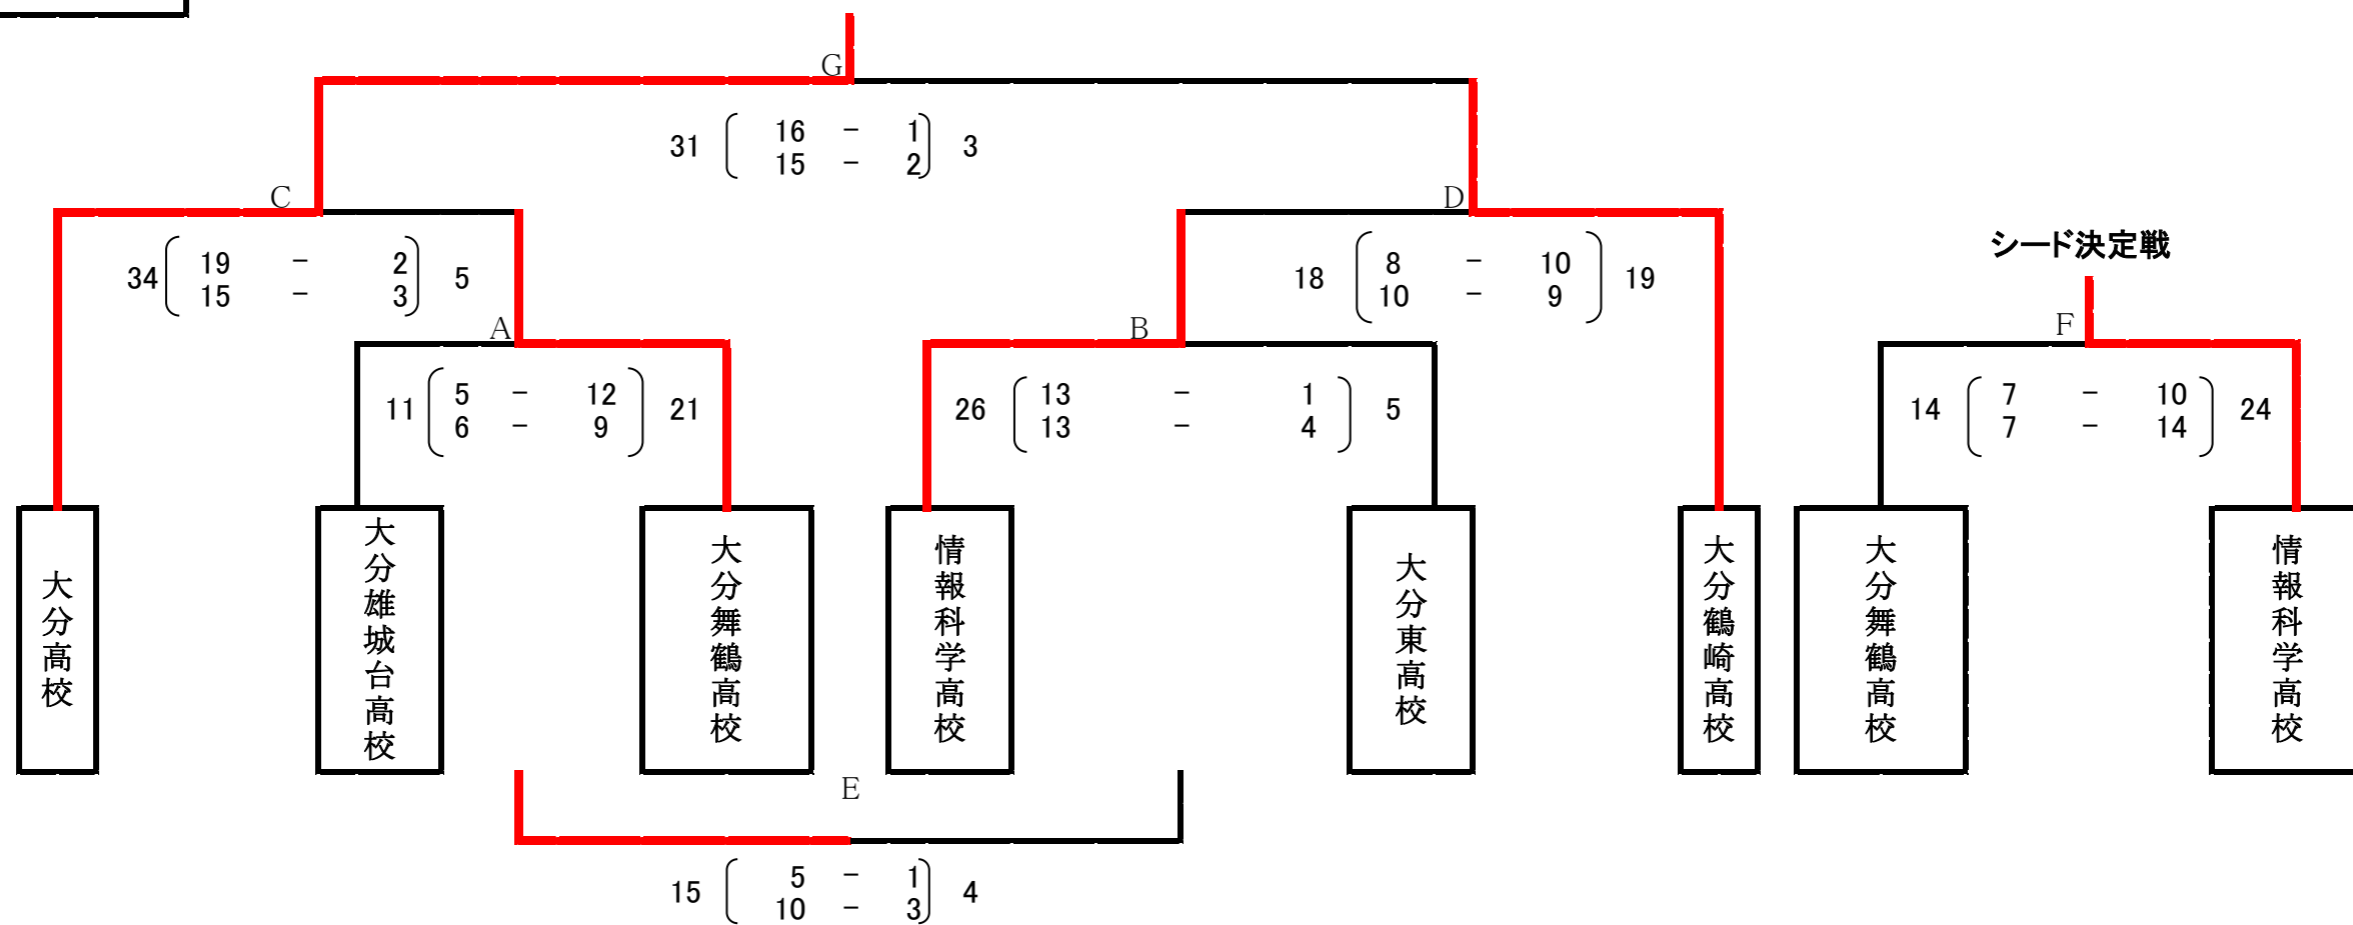 G
31 16 - 1 3
15 - 2
C
D
34 19 - 2 5
15 - 3
18 8 - 10 19
10 - 9
シード決定戦
A
B
F
11 5 - 12 21
6 - 9
26 13 - 1 5
13 - 4
14 7 - 10 24
7 - 14
大分高校
大分雄城台高校
大分舞鶴高校
情報科学高校
大分東高校
大分鶴崎高校
大分舞鶴高校
情報科学高校
E
15 5 - 1 4
10 - 3